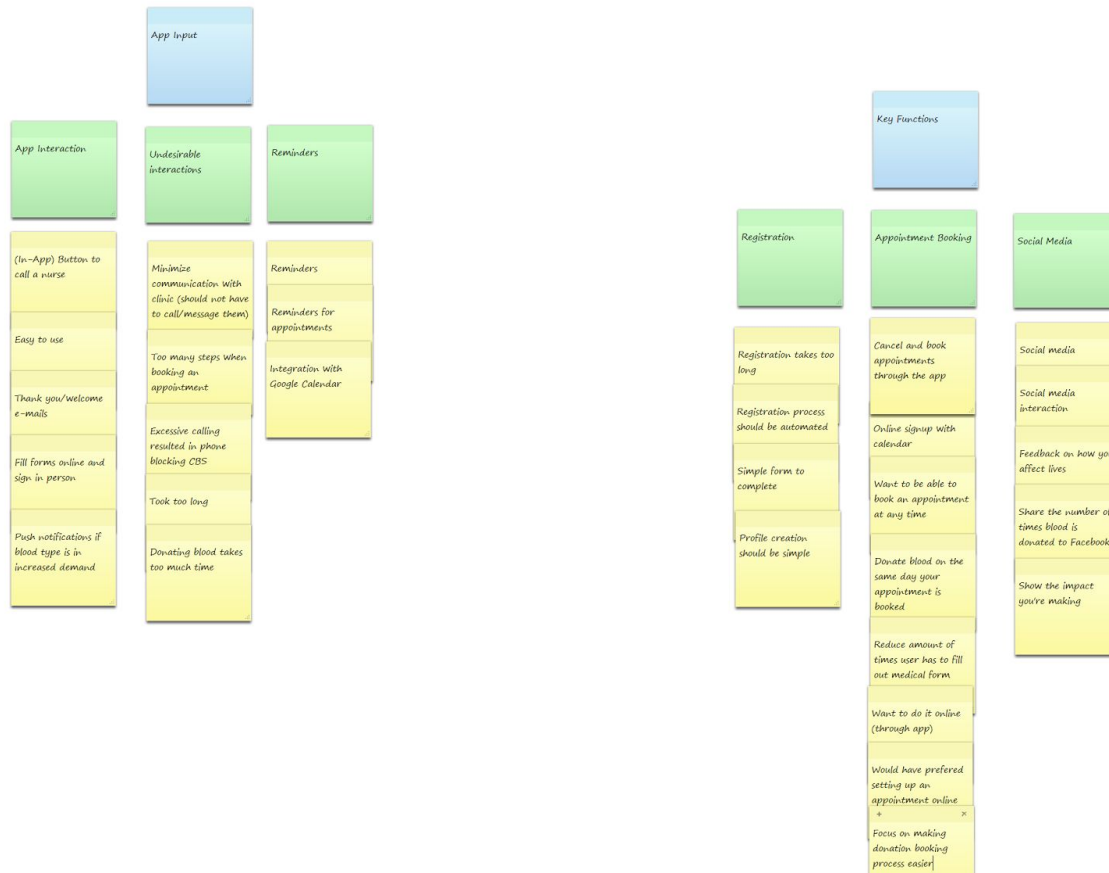 App Input
App Interaction
(In-App) Button to
call a nurse
Easy to use
Thank you/Welcome
e-mails
Fill forms online and
sign in person
Push notifications if
blood type is in
increased demand
Undesirable
interactions
Minimize
communication with
clinic (should not have
to call/message them)
Too many steps when
booking an
appointment
Excessive calling
resulted in phone
blocking CBS
Took too long
Donating blood takes
too much time
Reminders
Reminders
Reminders for
appointments
Integration with
Google Calendar
Key Functions
Registration
Registration takes too
long
Registration process
should be automated
Simple form to
complete
Profile creation
should be simple
Appointment Booking
Cancel and book
appointments
through the app
Online signup with
calendar
Want to be able to
book an appointment
at any time
Donate blood on the
same day your
appointment is
booked
Reduce amount of
times user has to fill
out medical form
Want to do it online
(through app)
Would have prefered
setting up an
appointment online
Focus on making
donation booking
process easier
Social Media
Social media
Social media
interaction
Feedback on how you
affect lives
Share the number of
times blood is
donated to Facebook
Show the impact
you're making